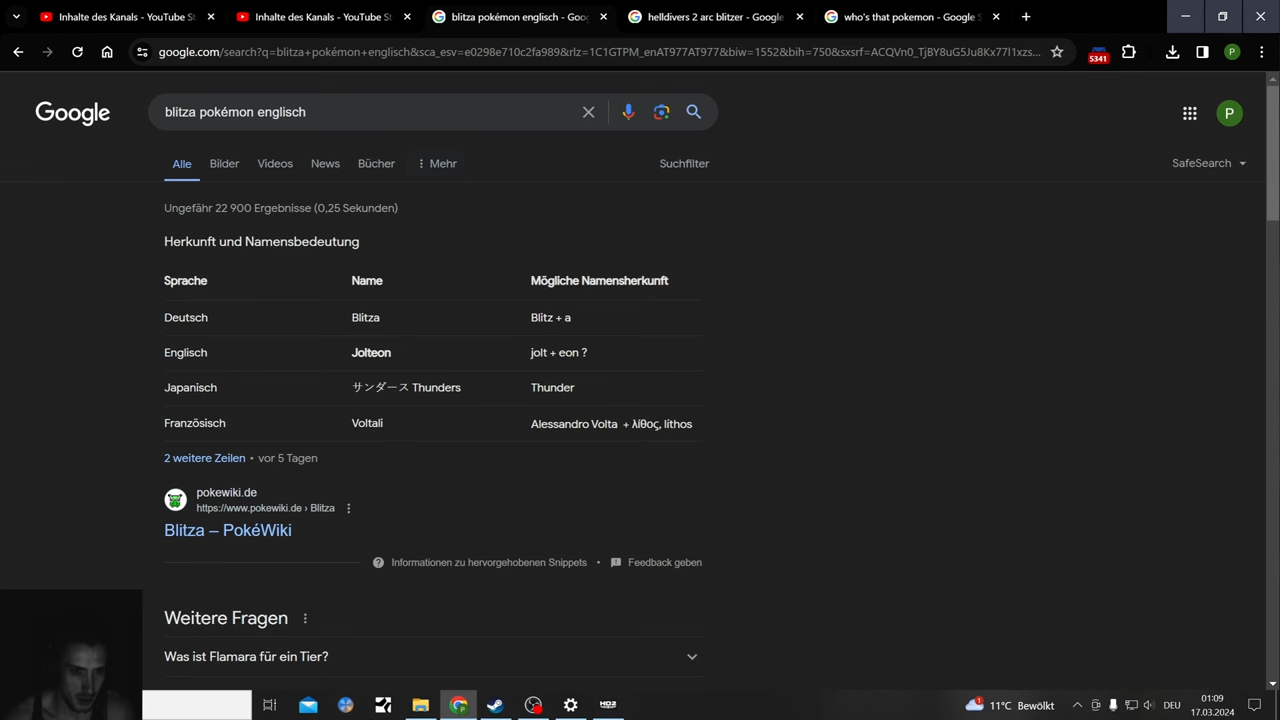 Inhalte des Kanals - YouTube St
Inhalte des Kanals - YouTube St
blitza pokémon englisch - Goog
helldivers 2 arc blitzer - Google
who's that pokemon - Google S
google.com/search?q=blitza+pokémon+englisch&sca_esv=e0298e710c2fa989&rlz=1C1GTPM_enAT977AT977&biw=1552&bih=750&sxsrf=ACQVn0_TjBY8uG5Ju8Kx77l1xzs...
5341
P
Google
blitza pokémon englisch
P
Alle
Bilder
Videos
News
Bücher
Mehr
Suchfilter
SafeSearch
Ungefähr 22 900 Ergebnisse (0,25 Sekunden)
Herkunft und Namensbedeutung
Sprache Name Mögliche Namensherkunft
Deutsch Blitza Blitz + a
Englisch Jolteon jolt + eon ?
Japanisch サンダース Thunders Thunder
Französisch Voltali Alessandro Volta + λίθος, líthos
2 weitere Zeilen • vor 5 Tagen
pokewiki.de
https://www.pokewiki.de › Blitza
Blitza – PokéWiki
Informationen zu hervorgehobenen Snippets • Feedback geben
Weitere Fragen
Was ist Flamara für ein Tier?
HD2
1
11°C Bewölkt
DEU
01:09
17.03.2024